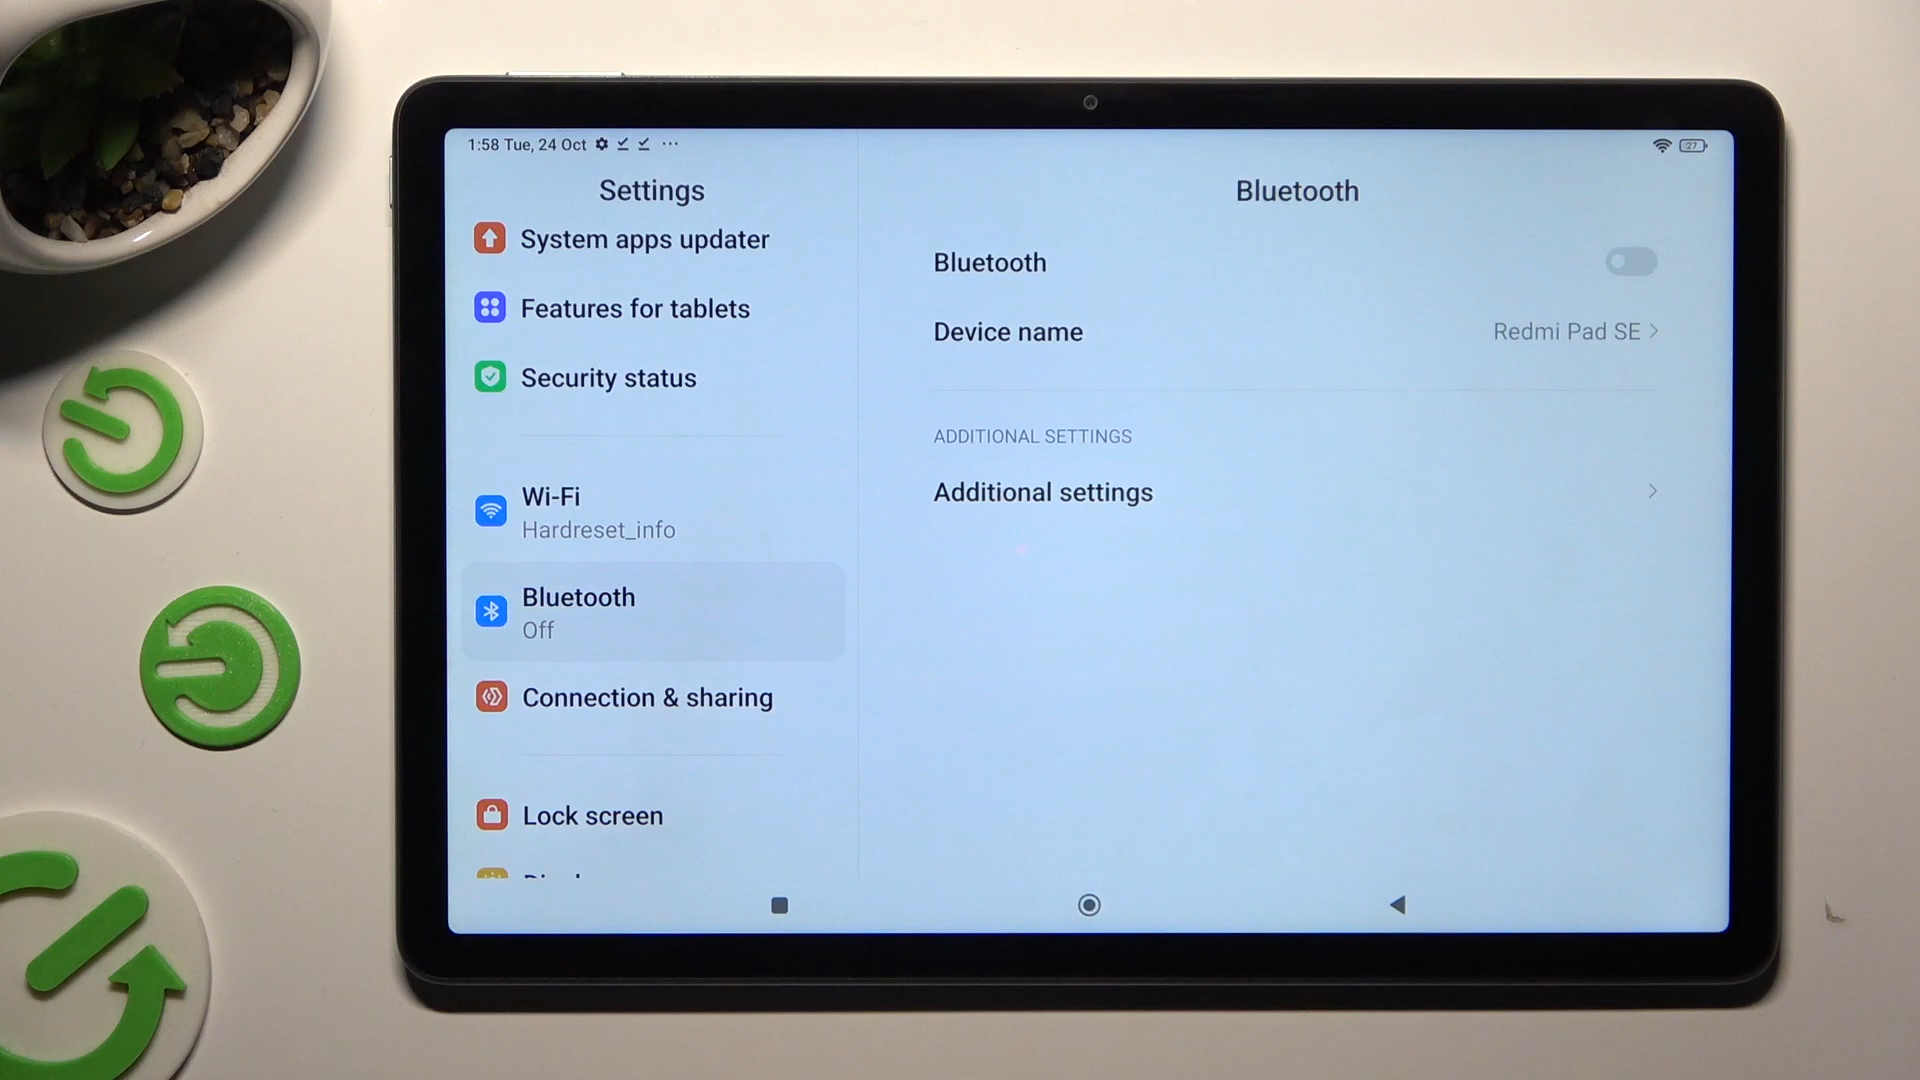 1:58 Tue, 24 Oct
27
Settings
System apps updater
Features for tablets
Security status
Wi-Fi
Hardreset_info
Bluetooth
Off
Connection & sharing
Lock screen
Bluetooth
Bluetooth
Device name
Redmi Pad SE
ADDITIONAL SETTINGS
Additional settings